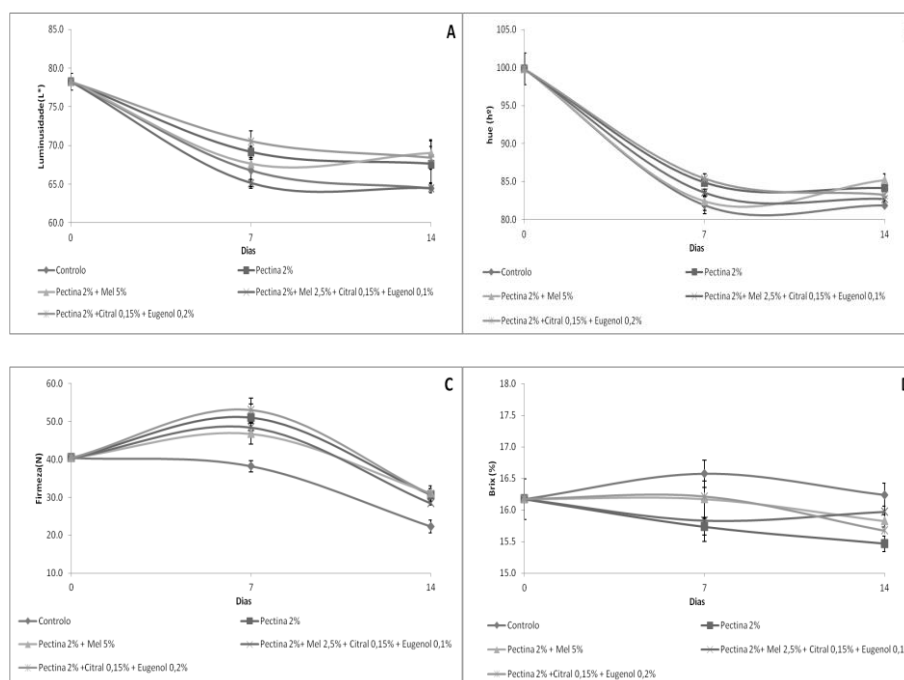 A
Luminusidade(L*)
80.0
75.0
70.0
65.0
60.0
0
7
14
Dias
Controlo
Pectina 2%
Pectina 2% + Mel 5%
Pectina 2%+ Mel 2,5% + Citral 0,15% + Eugenol 0,1%
Pectina 2% +Citral 0,15% + Eugenol 0,2%
hue (hº)
105.0
100.0
95.0
90.0
85.0
80.0
0
7
14
Dias
Controlo
Pectina 2%
Pectina 2% + Mel 5%
Pectina 2%+ Mel 2,5% + Citral 0,15% + Eugenol 0,1%
Pectina 2% +Citral 0,15% + Eugenol 0,2%
C
Firmeza(N)
60.0
50.0
40.0
30.0
20.0
10.0
0
7
14
Dias
Controlo
Pectina 2%
Pectina 2% + Mel 5%
Pectina 2%+ Mel 2,5% + Citral 0,15% + Eugenol 0,1%
Pectina 2% +Citral 0,15% + Eugenol 0,2%
D
Brix (%)
18.0
17.5
17.0
16.5
16.0
15.5
15.0
0
7
14
Dias
Controlo
Pectina 2%
Pectina 2% + Mel 5%
Pectina 2%+ Mel 2,5% + Citral 0,15% + Eugenol 0,1
Pectina 2% +Citral 0,15% + Eugenol 0,2%